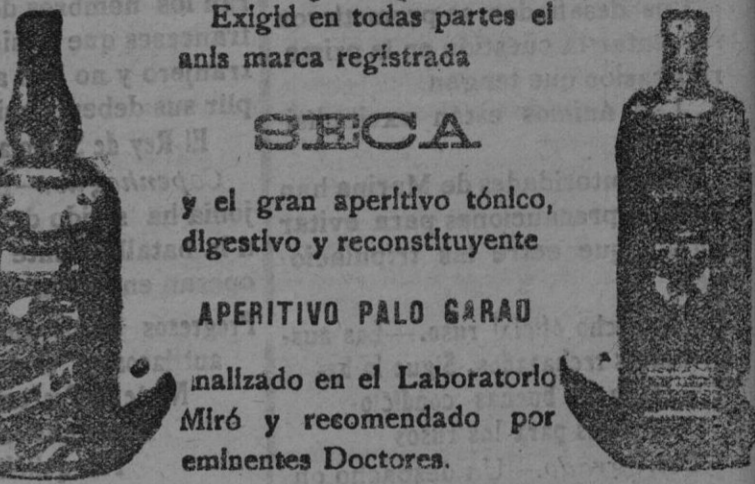 Exigid en todas partes el
anís marca registrada
SECA
y el gran aperitivo tónico,
digestivo y reconstituyente
APERITIVO PALO GARAU
nalizado en el Laboratorio
Miró y recomendado por
eminentes Doctores.